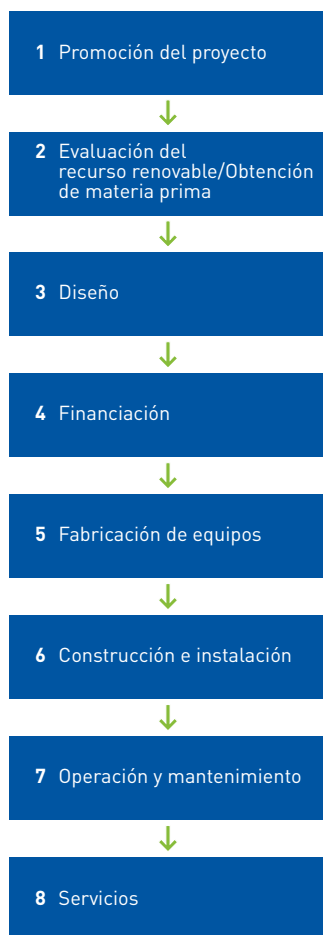 1 Promoción del proyecto
2 Evaluación del
recurso renovable/Obtención
de materia prima
3 Diseño
4 Financiación
5 Fabricación de equipos
6 Construcción e instalación
7 Operación y mantenimiento
8 Servicios